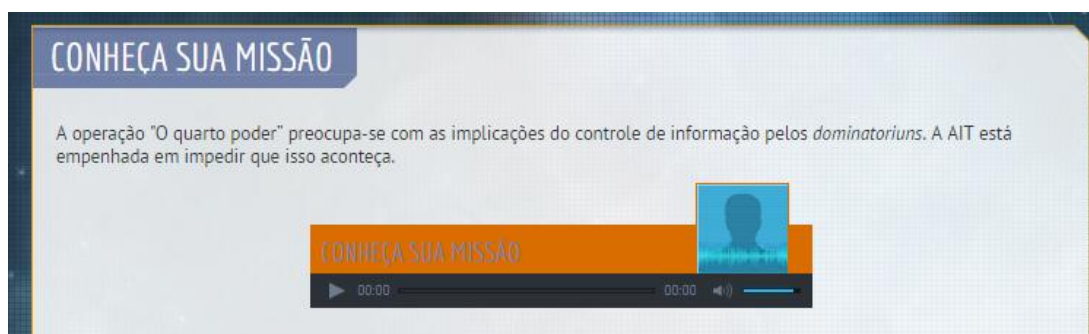 CONHEÇA SUA MISSÃO
A operação "O quarto poder" preocupa-se com as implicações do controle de informação pelos dominatoriuns. A AIT está
empenhada em impedir que isso aconteça.
CONHEÇA SUA MISSÃO
00:00 00:00